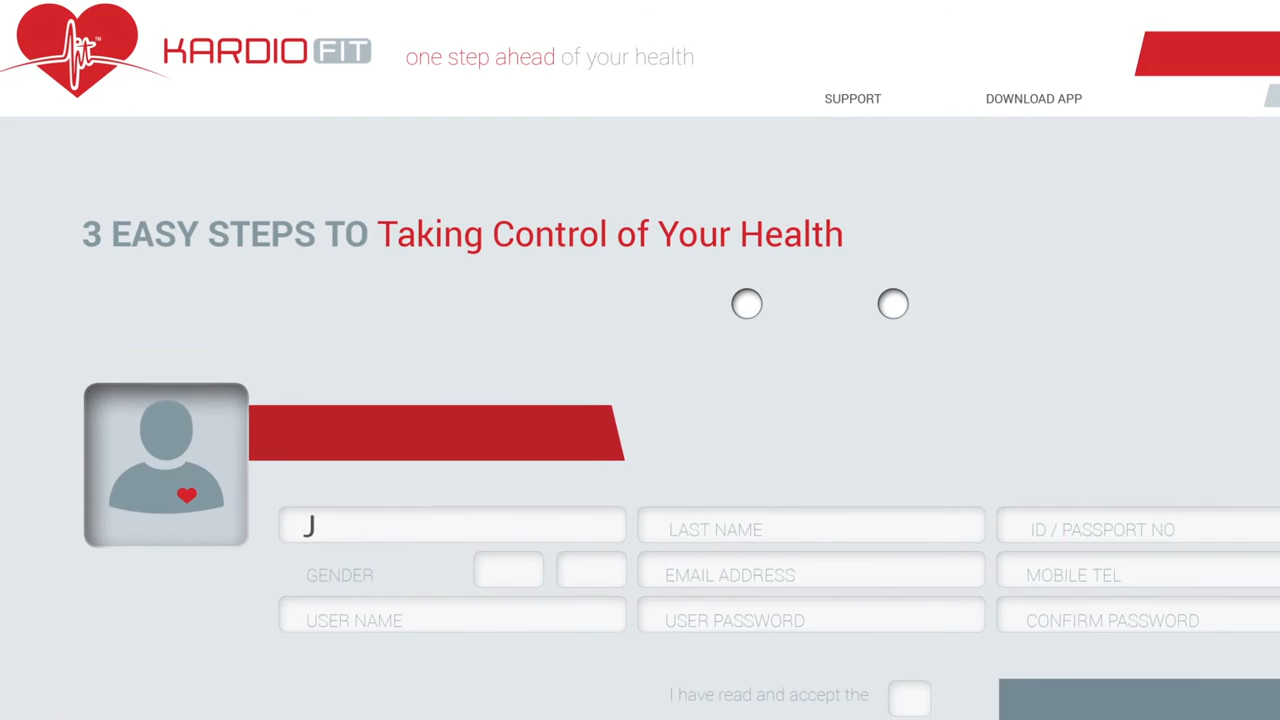 KARDIO FIT
one step ahead of your health
SUPPORT
DOWNLOAD APP
3 EASY STEPS TO Taking Control of Your Health
J
LAST NAME
ID / PASSPORT NO
GENDER
EMAIL ADDRESS
MOBILE TEL
USER NAME
USER PASSWORD
CONFIRM PASSWORD
I have read and accept the